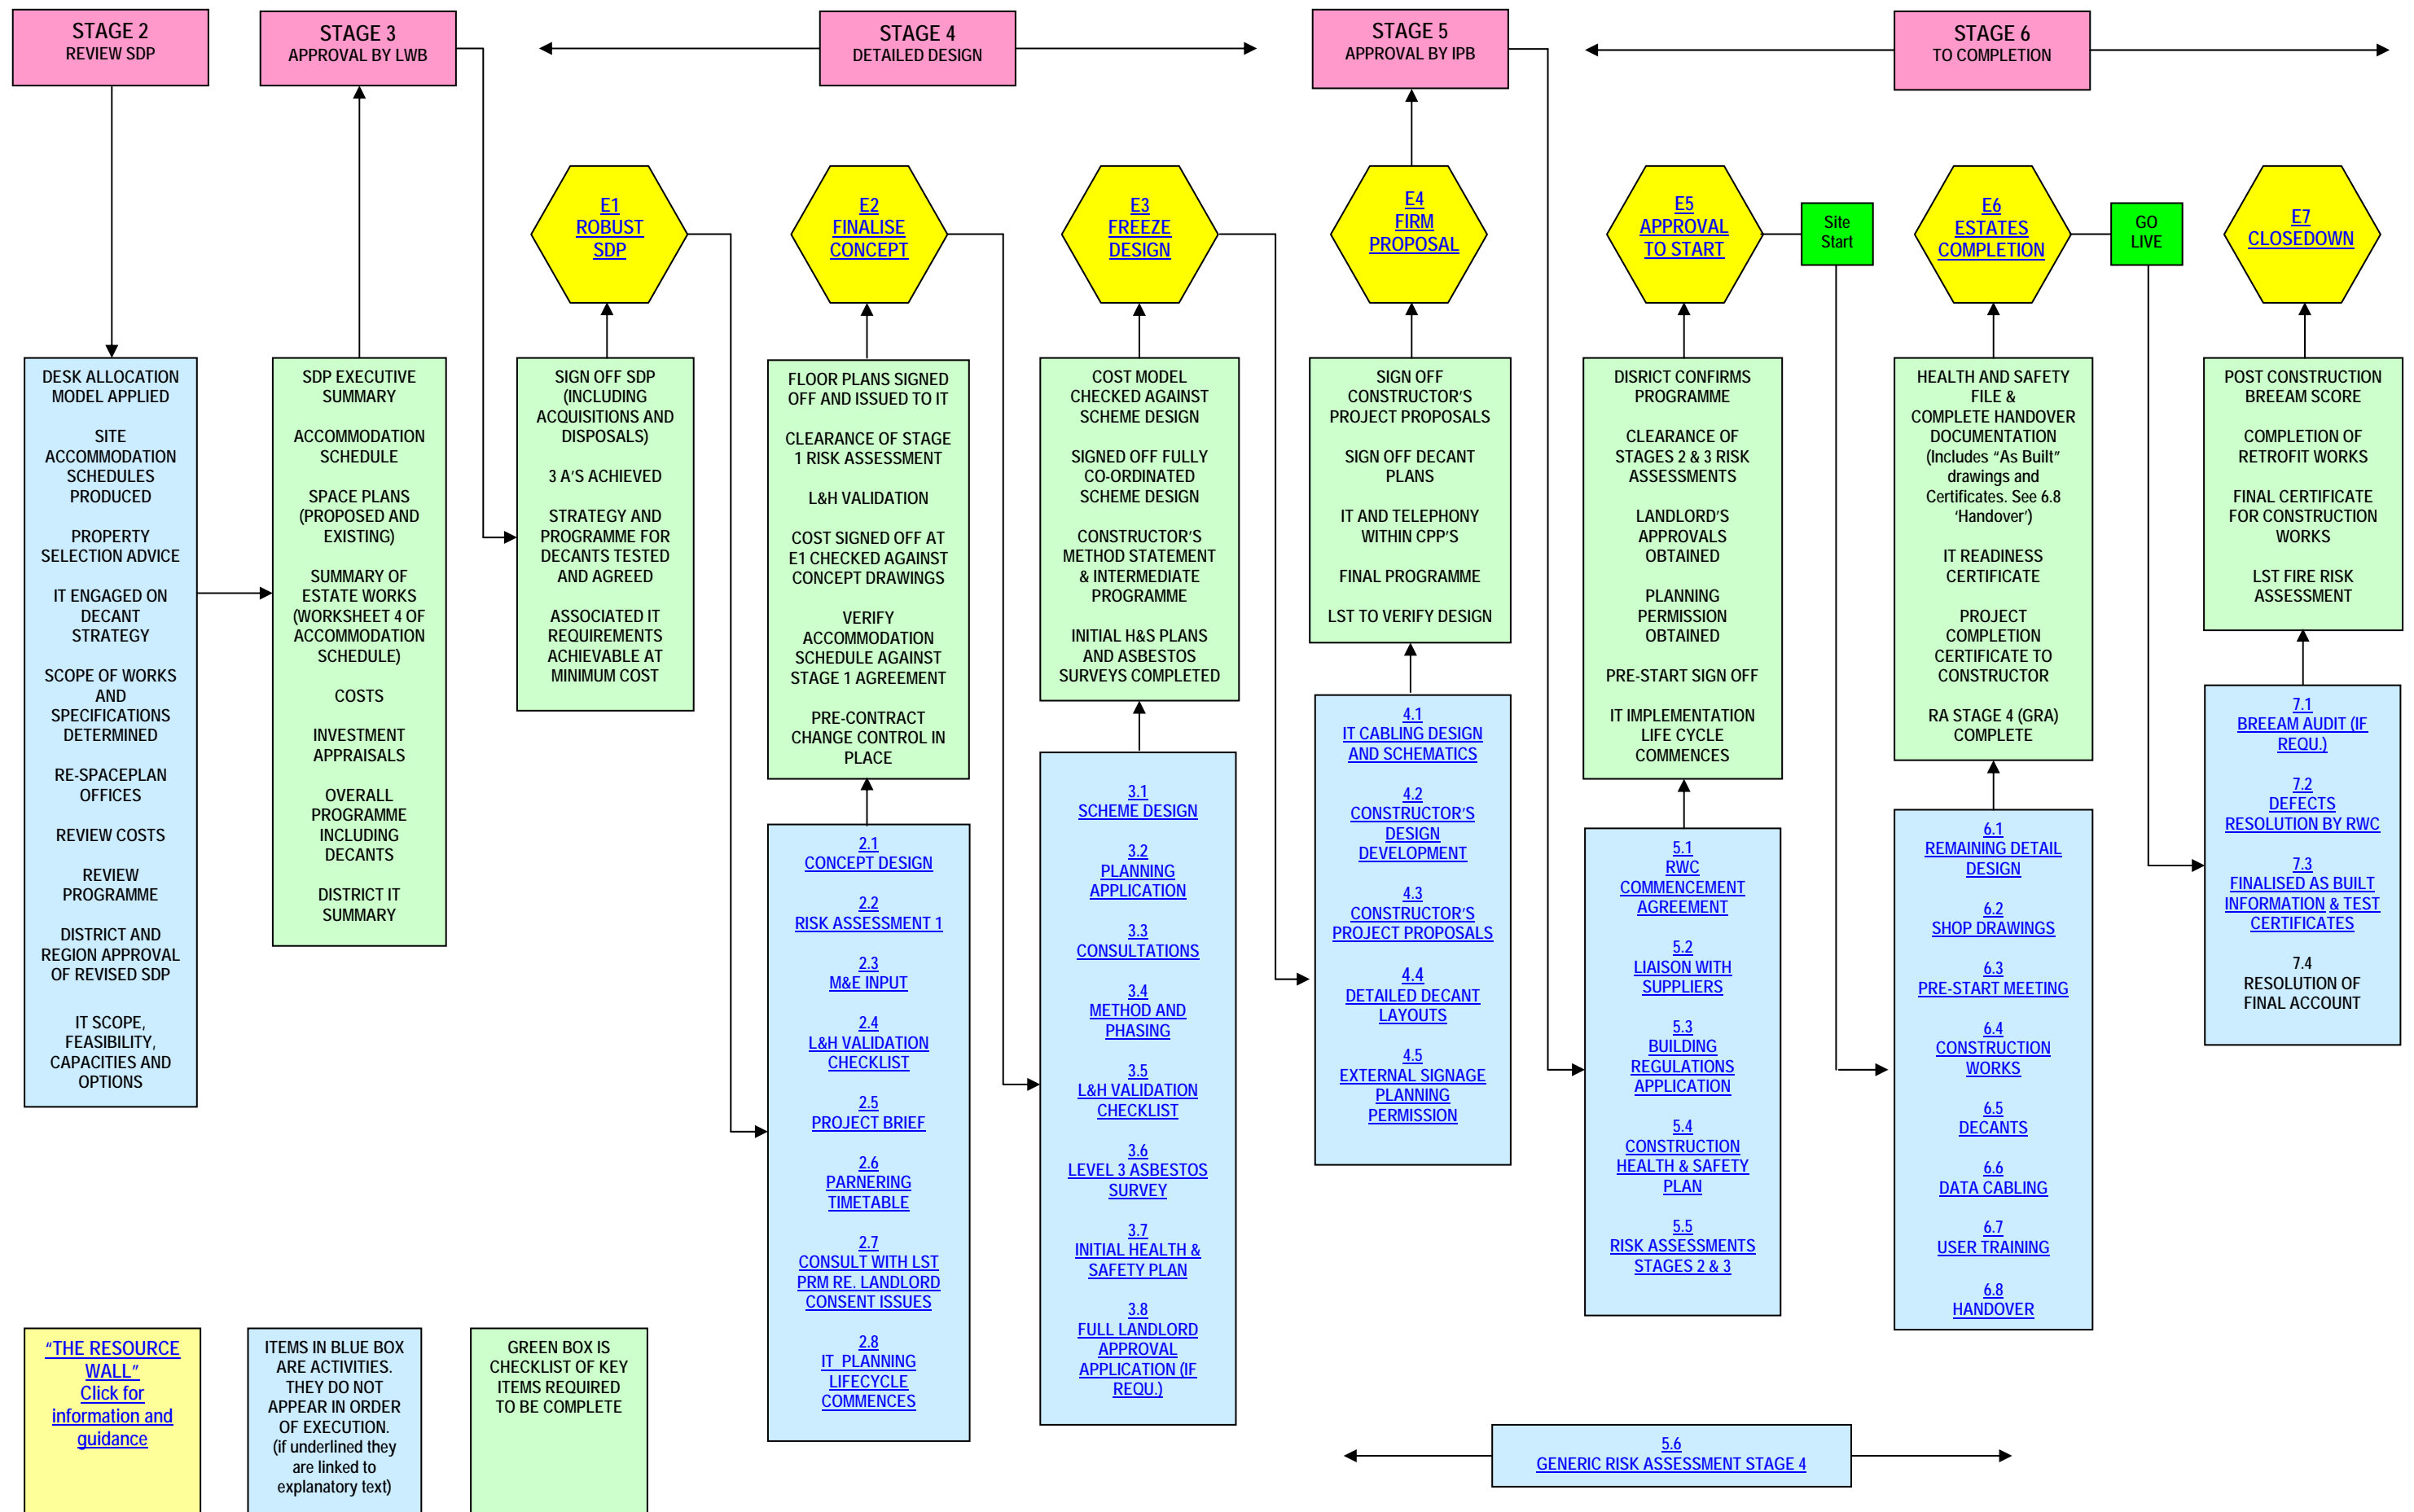 STAGE 2
REVIEW SDP
STAGE 3
APPROVAL BY LWB
STAGE 4
DETAILED DESIGN
STAGE 5
APPROVAL BY IPB
STAGE 6
TO COMPLETION
E1
ROBUST
SDP
E2
FINALISE
CONCEPT
E3
FREEZE
DESIGN
E4
FIRM
PROPOSAL
E5
APPROVAL
TO START
Site
Start
E6
ESTATES
COMPLETION
GO
LIVE
E7
CLOSEDOWN
DESK ALLOCATION
MODEL APPLIED
SITE
ACCOMMODATION
SCHEDULES
PRODUCED
PROPERTY
SELECTION ADVICE
IT ENGAGED ON
DECANT
STRATEGY
SCOPE OF WORKS
AND
SPECIFICATIONS
DETERMINED
RE-SPACEPLAN
OFFICES
REVIEW COSTS
REVIEW
PROGRAMME
DISTRICT AND
REGION APPROVAL
OF REVISED SDP
IT SCOPE,
FEASIBILITY,
CAPACITIES AND
OPTIONS
SDP EXECUTIVE
SUMMARY
ACCOMMODATION
SCHEDULE
SPACE PLANS
(PROPOSED AND
EXISTING)
SUMMARY OF
ESTATE WORKS
(WORKSHEET 4 OF
ACCOMMODATION
SCHEDULE)
COSTS
INVESTMENT
APPRAISALS
OVERALL
PROGRAMME
INCLUDING
DECANTS
DISTRICT IT
SUMMARY
SIGN OFF SDP
(INCLUDING
ACQUISITIONS AND
DISPOSALS)
3 A'S ACHIEVED
STRATEGY AND
PROGRAMME FOR
DECANTS TESTED
AND AGREED
ASSOCIATED IT
REQUIREMENTS
ACHIEVABLE AT
MINIMUM COST
FLOOR PLANS SIGNED
OFF AND ISSUED TO IT
CLEARANCE OF STAGE
1 RISK ASSESSMENT
L&H VALIDATION
COST SIGNED OFF AT
E1 CHECKED AGAINST
CONCEPT DRAWINGS
VERIFY
ACCOMMODATION
SCHEDULE AGAINST
STAGE 1 AGREEMENT
PRE-CONTRACT
CHANGE CONTROL IN
PLACE
2.1
CONCEPT DESIGN
2.2
RISK ASSESSMENT 1
2.3
M&E INPUT
2.4
L&H VALIDATION
CHECKLIST
2.5
PROJECT BRIEF
2.6
PARNERING
TIMETABLE
2.7
CONSULT WITH LST
PRM RE. LANDLORD
CONSENT ISSUES
2.8
IT PLANNING
LIFECYCLE
COMMENCES
COST MODEL
CHECKED AGAINST
SCHEME DESIGN
SIGNED OFF FULLY
CO-ORDINATED
SCHEME DESIGN
CONSTRUCTOR'S
METHOD STATEMENT
& INTERMEDIATE
PROGRAMME
INITIAL H&S PLANS
AND ASBESTOS
SURVEYS COMPLETED
3.1
SCHEME DESIGN
3.2
PLANNING
APPLICATION
3.3
CONSULTATIONS
3.4
METHOD AND
PHASING
3.5
L&H VALIDATION
CHECKLIST
3.6
LEVEL 3 ASBESTOS
SURVEY
3.7
INITIAL HEALTH &
SAFETY PLAN
3.8
FULL LANDLORD
APPROVAL
APPLICATION (IF
REQU.)
SIGN OFF
CONSTRUCTOR'S
PROJECT PROPOSALS
SIGN OFF DECANT
PLANS
IT AND TELEPHONY
WITHIN CPP'S
FINAL PROGRAMME
LST TO VERIFY DESIGN
4.1
IT CABLING DESIGN
AND SCHEMATICS
4.2
CONSTRUCTOR'S
DESIGN
DEVELOPMENT
4.3
CONSTRUCTOR'S
PROJECT PROPOSALS
4.4
DETAILED DECANT
LAYOUTS
4.5
EXTERNAL SIGNAGE
PLANNING
PERMISSION
DISRICT CONFIRMS
PROGRAMME
CLEARANCE OF
STAGES 2 & 3 RISK
ASSESSMENTS
LANDLORD'S
APPROVALS
OBTAINED
PLANNING
PERMISSION
OBTAINED
PRE-START SIGN OFF
IT IMPLEMENTATION
LIFE CYCLE
COMMENCES
5.1
RWC
COMMENCEMENT
AGREEMENT
5.2
LIAISON WITH
SUPPLIERS
5.3
BUILDING
REGULATIONS
APPLICATION
5.4
CONSTRUCTION
HEALTH & SAFETY
PLAN
5.5
RISK ASSESSMENTS
STAGES 2 & 3
HEALTH AND SAFETY
FILE &
COMPLETE HANDOVER
DOCUMENTATION
(Includes “As Built”
drawings and
Certificates. See 6.8
‘Handover’)
IT READINESS
CERTIFICATE
PROJECT
COMPLETION
CERTIFICATE TO
CONSTRUCTOR
RA STAGE 4 (GRA)
COMPLETE
6.1
REMAINING DETAIL
DESIGN
6.2
SHOP DRAWINGS
6.3
PRE-START MEETING
6.4
CONSTRUCTION
WORKS
6.5
DECANTS
6.6
DATA CABLING
6.7
USER TRAINING
6.8
HANDOVER
POST CONSTRUCTION
BREEAM SCORE
COMPLETION OF
RETROFIT WORKS
FINAL CERTIFICATE
FOR CONSTRUCTION
WORKS
LST FIRE RISK
ASSESSMENT
7.1
BREEAM AUDIT (IF
REQU.)
7.2
DEFECTS
RESOLUTION BY RWC
7.3
FINALISED AS BUILT
INFORMATION & TEST
CERTIFICATES
7.4
RESOLUTION OF
FINAL ACCOUNT
“THE RESOURCE
WALL”
Click for
information and
guidance
ITEMS IN BLUE BOX
ARE ACTIVITIES.
THEY DO NOT
APPEAR IN ORDER
OF EXECUTION.
(if underlined they
are linked to
explanatory text)
GREEN BOX IS
CHECKLIST OF KEY
ITEMS REQUIRED
TO BE COMPLETE
5.6
GENERIC RISK ASSESSMENT STAGE 4